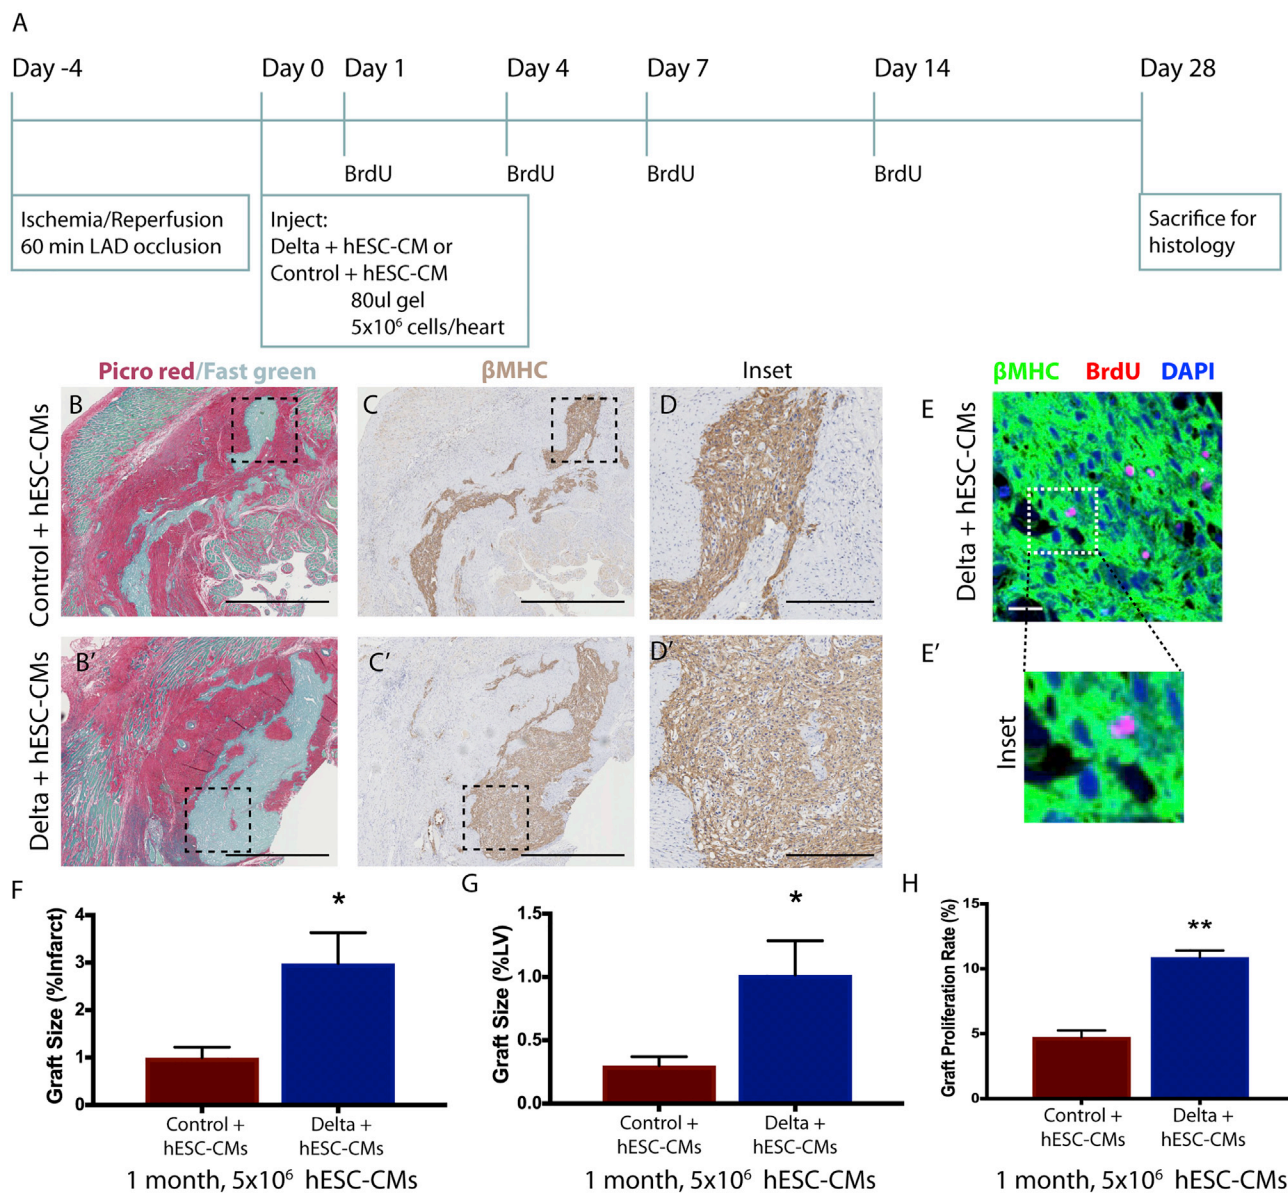 A
Day -4
Day 0
Day 1
Day 4
Day 7
Day 14
Day 28
BrdU
BrdU
BrdU
BrdU
Ischemia/Reperfusion
60 min LAD occlusion
Inject:
Delta + hESC-CM or
Control + hESC-CM
80ul gel
5x10⁶ cells/heart
Sacrifice for
histology
Picro red/Fast green
βMHC
Inset
βMHC BrdU DAPI
Control + hESC-CMs
B
C
D
E
Delta + hESC-CMs
Delta + hESC-CMs
B'
C'
D'
E'
Inset
F
Graft Size (%Infarct)
4
3
2
1
0
*
Control +
hESC-CMs
Delta +
hESC-CMs
1 month, 5x10⁶ hESC-CMs
G
Graft Size (%LV)
1.5
1.0
0.5
0.0
*
Control +
hESC-CMs
Delta +
hESC-CMs
1 month, 5x10⁶ hESC-CMs
H
Graft Proliferation Rate (%)
15
10
5
0
**
Control +
hESC-CMs
Delta +
hESC-CMs
1 month, 5x10⁶ hESC-CMs